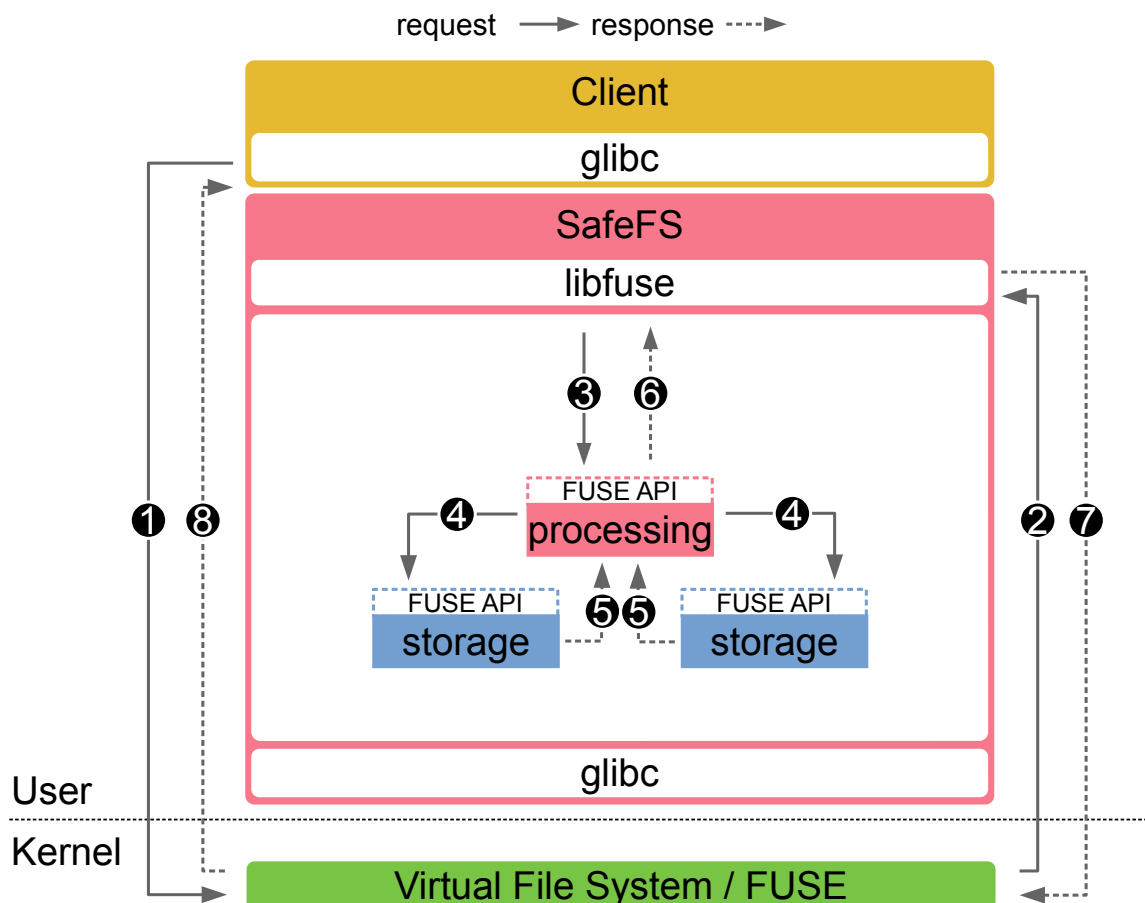 request response
Client
glibc
SafeFS
libfuse
3 6
FUSE API
processing
4 4
1 8 2 7
FUSE API FUSE API
storage storage
5 5
glibc
User
Kernel
Virtual File System / FUSE